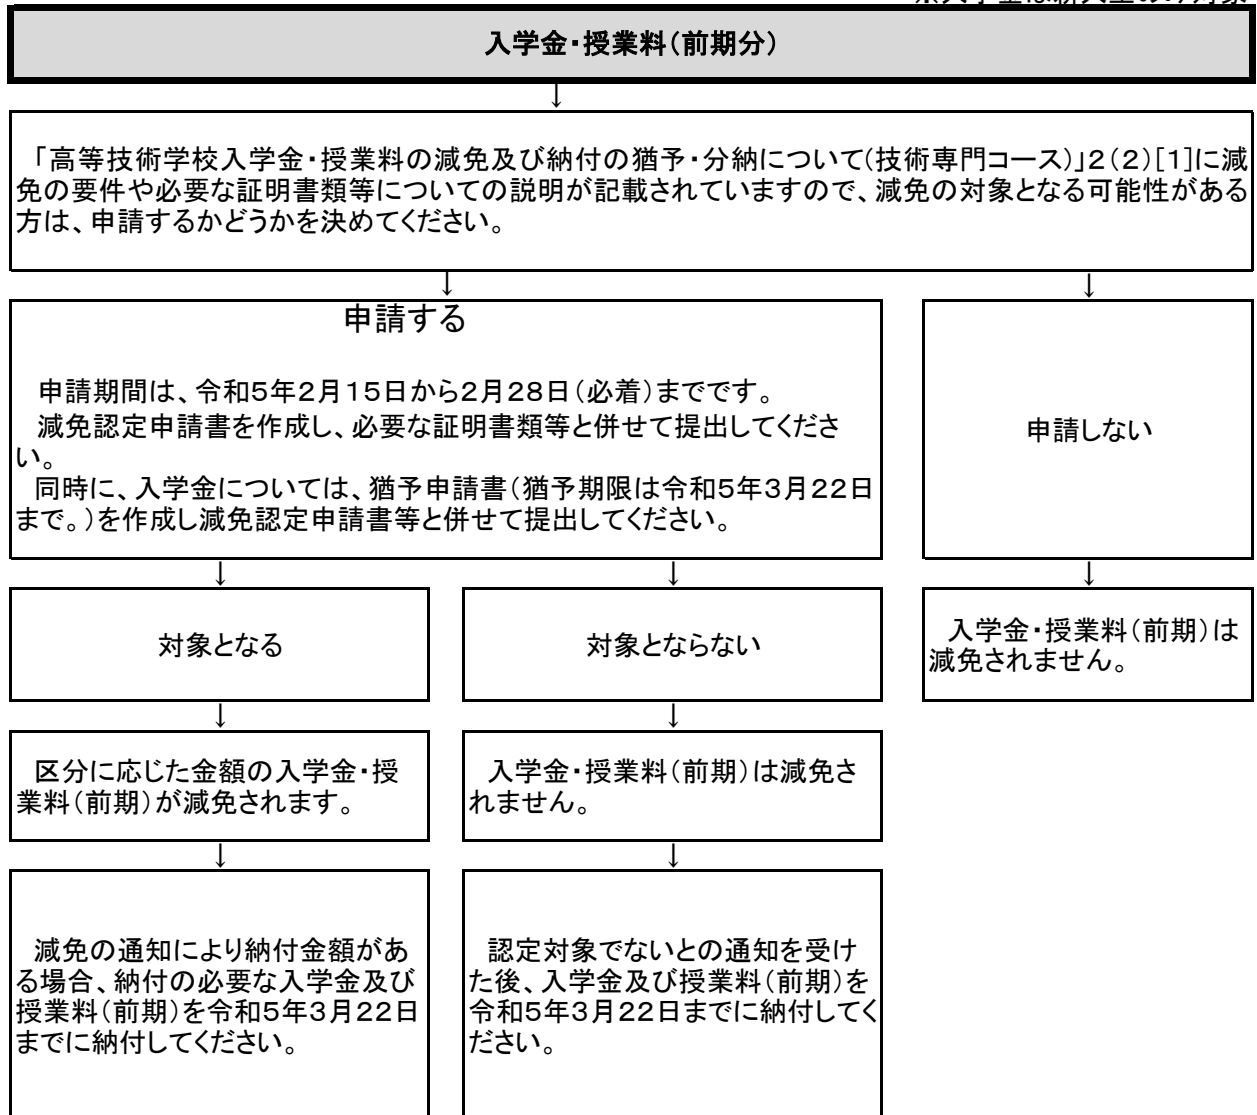 入学金・授業料（前期分）
↓
「高等技術学校入学金・授業料の減免及び納付の猶予・分納について(技術専門コース)」２(２)[１]に減
免の要件や必要な証明書類等についての説明が記載されていますので、減免の対象となる可能性がある
方は、申請するかどうかを決めてください。
↓
↓
申請する
申請期間は、令和５年２月１５日から２月２８日（必着）までです。
減免認定申請書を作成し、必要な証明書類等と併せて提出してくださ
い。
同時に、入学金については、猶予申請書（猶予期限は令和５年３月２２日
まで。）を作成し減免認定申請書等と併せて提出してください。
申請しない
↓
↓
↓
対象となる
対象とならない
入学金・授業料（前期）は
減免されません。
↓
↓
区分に応じた金額の入学金・授
業料（前期）が減免されます。
入学金・授業料（前期）は減免さ
れません。
↓
↓
減免の通知により納付金額があ
る場合、納付の必要な入学金及び
授業料（前期）を令和５年３月２２日
までに納付してください。
認定対象でないとの通知を受け
た後、入学金及び授業料（前期）を
令和５年３月２２日までに納付してく
ださい。